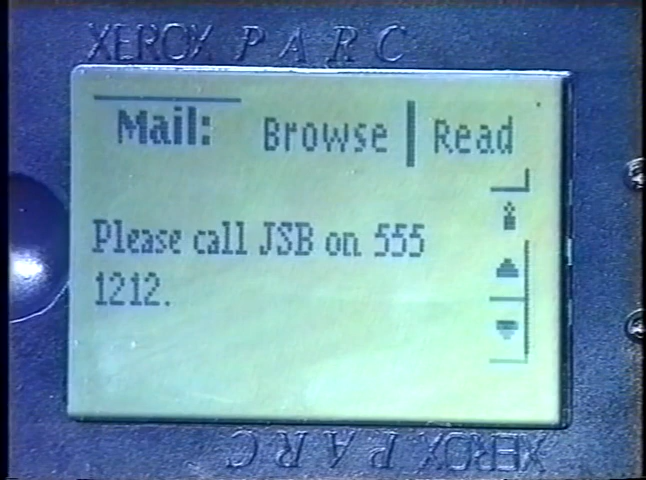 XEROX PARC
Mail: Browse Read
Please call JSB on 555
1212.
XEROX PARC